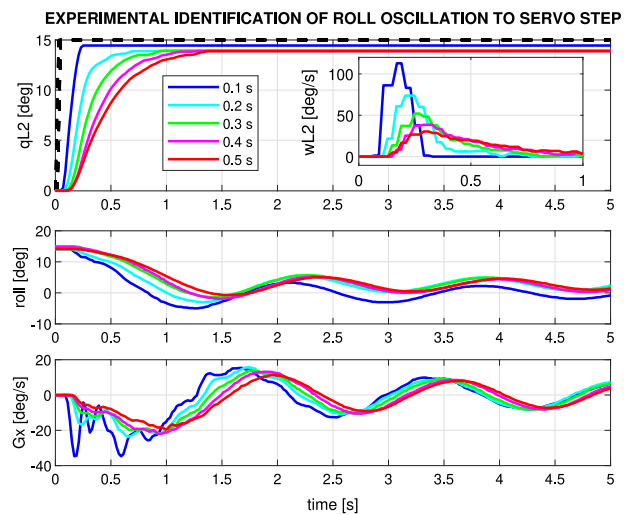 EXPERIMENTAL IDENTIFICATION OF ROLL OSCILLATION TO SERVO STEP
qL2 [deg]
15
10
5
0
0 0.5 1 1.5 2 2.5 3 3.5 4 4.5 5
0.1 s
0.2 s
0.3 s
0.4 s
0.5 s
wL2 [deg/s]
100
50
0
0 0.5 1
roll [deg]
20
10
0
-10
0 0.5 1 1.5 2 2.5 3 3.5 4 4.5 5
Gx [deg/s]
20
0
-20
-40
0 0.5 1 1.5 2 2.5 3 3.5 4 4.5 5
time [s]